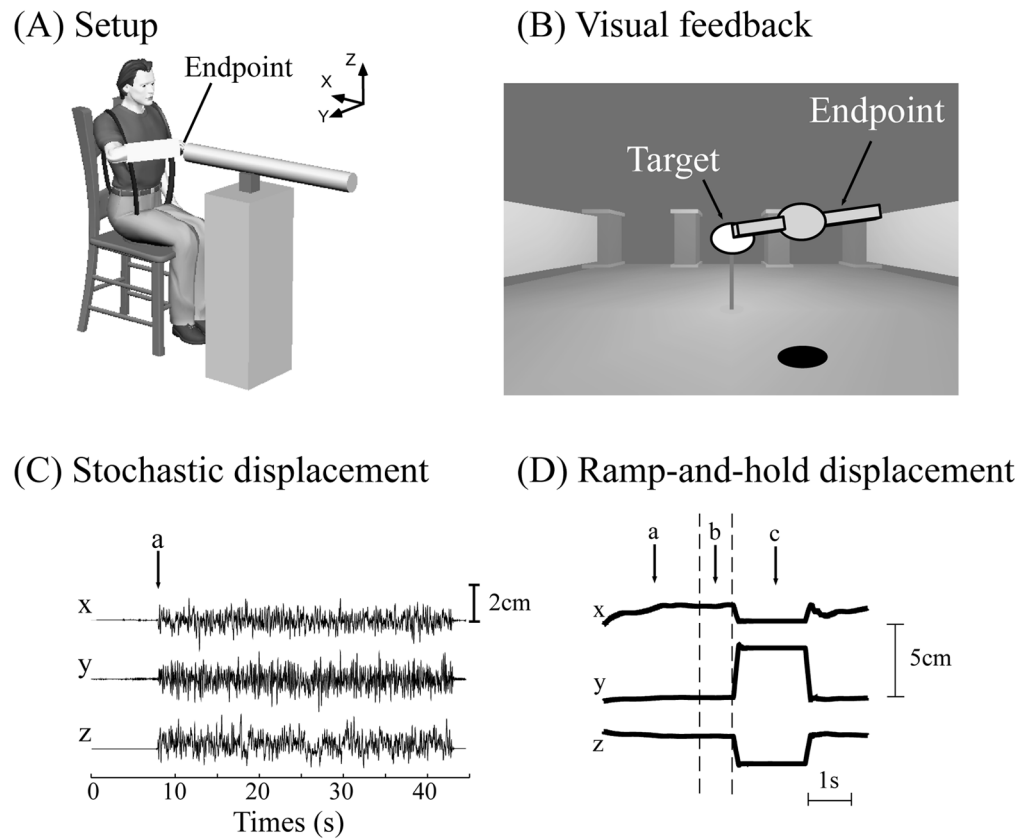 (A) Setup
Endpoint
Z
X
Y
(B) Visual feedback
Endpoint
Target
(C) Stochastic displacement
a
x
2cm
y
z
0 10 20 30 40
Times (s)
(D) Ramp-and-hold displacement
a b c
x
5cm
y
z
1s